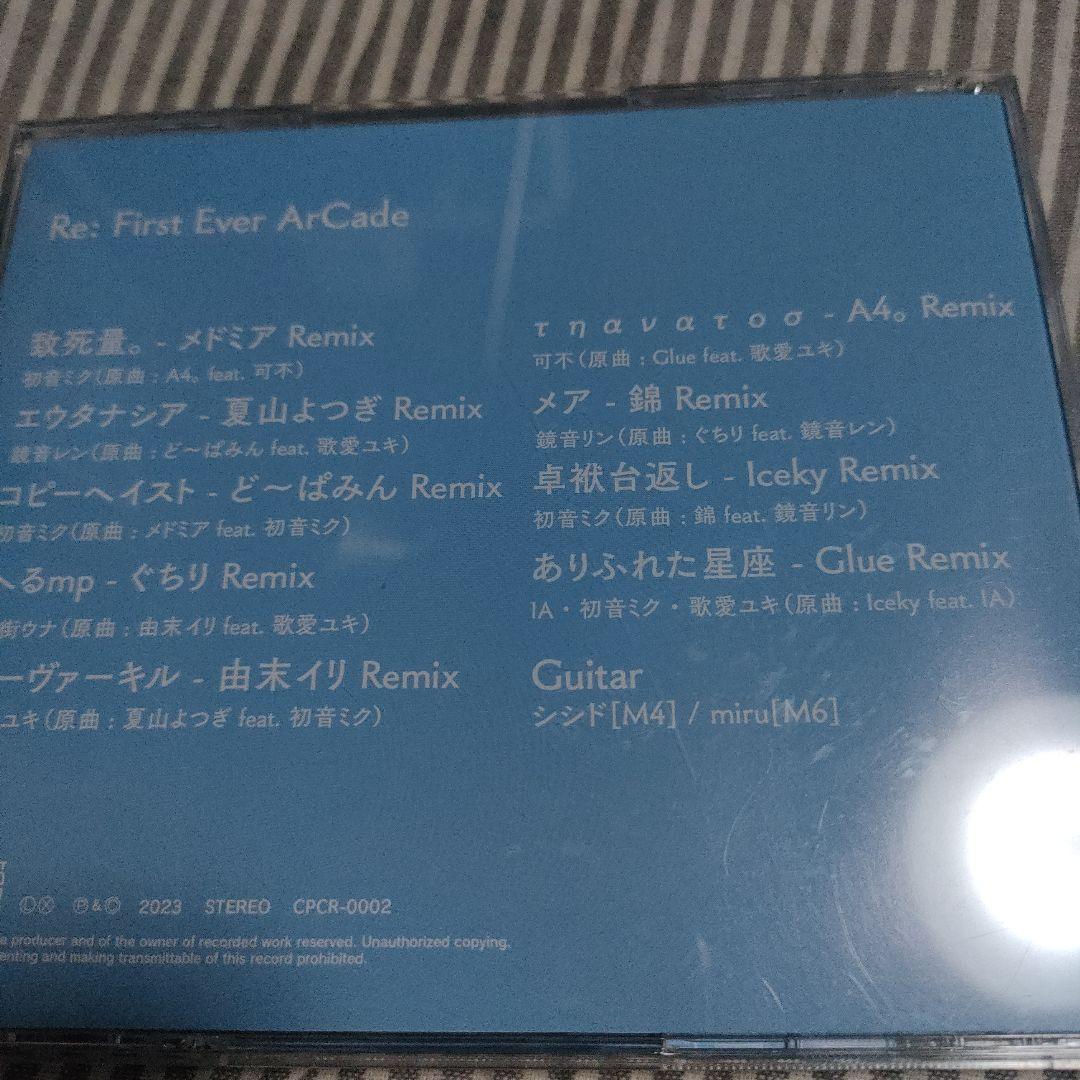 Re: First Ever ArCade
致死量。 - メドミア Remix
初音ミク(原曲 : A4。 feat. 可不)
エウタナシア - 夏山よつぎ Remix
鏡音レン(原曲 : ど〜ぱみん feat. 歌愛ユキ)
コピーヘイスト - ど〜ぱみん Remix
初音ミク(原曲 : メドミア feat. 初音ミク)
へるmp - ぐちり Remix
街ウナ(原曲 : 由末イリ feat. 歌愛ユキ)
ーヴァーキル - 由末イリ Remix
ユキ(原曲 : 夏山よつぎ feat. 初音ミク)
τ η α ν α τ ο σ - A4。 Remix
可不(原曲 : Glue feat. 歌愛ユキ)
メア - 錦 Remix
鏡音リン(原曲 : ぐちり feat. 鏡音レン)
卓袱台返し - Iceky Remix
初音ミク(原曲 : 錦 feat. 鏡音リン)
ありふれた星座 - Glue Remix
IA・初音ミク・歌愛ユキ(原曲 : Iceky feat. IA)
Guitar
シシド[M4] / miru[M6]
Ⓛ Ⓧ Ⓟ&Ⓒ 2023 STEREO CPCR-0002
a producer and of the owner of recorded work reserved. Unauthorized copying.
enting and making transmittable of this record prohibited.